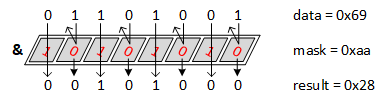 0 1 1 0 1 0 0 1 data = 0x69
& 1 0 1 0 1 0 1 0 mask = 0xaa
0 0 1 0 1 0 0 0 result = 0x28